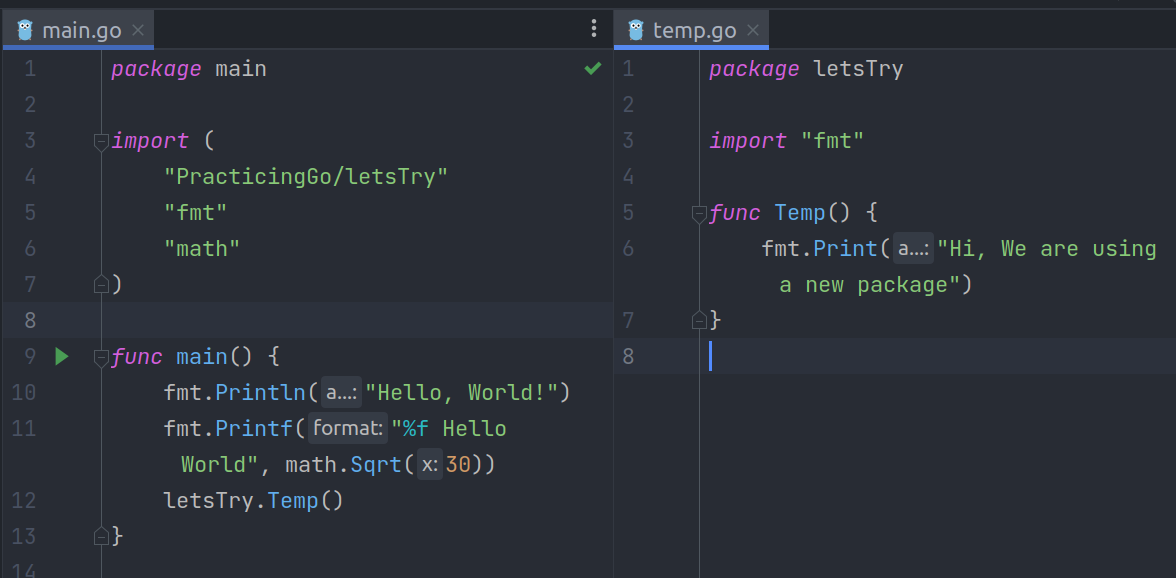 main.go
temp.go
1 package main
2
3 import (
4 "PracticingGo/letsTry"
5 "fmt"
6 "math"
7 )
8
9 func main() {
10 fmt.Println( a...: "Hello, World!")
11 fmt.Printf( format: "%f Hello
World", math.Sqrt( x: 30))
12 letsTry.Temp()
13 }
14
1 package letsTry
2
3 import "fmt"
4
5 func Temp() {
6 fmt.Print( a...: "Hi, We are using
a new package")
7 }
8